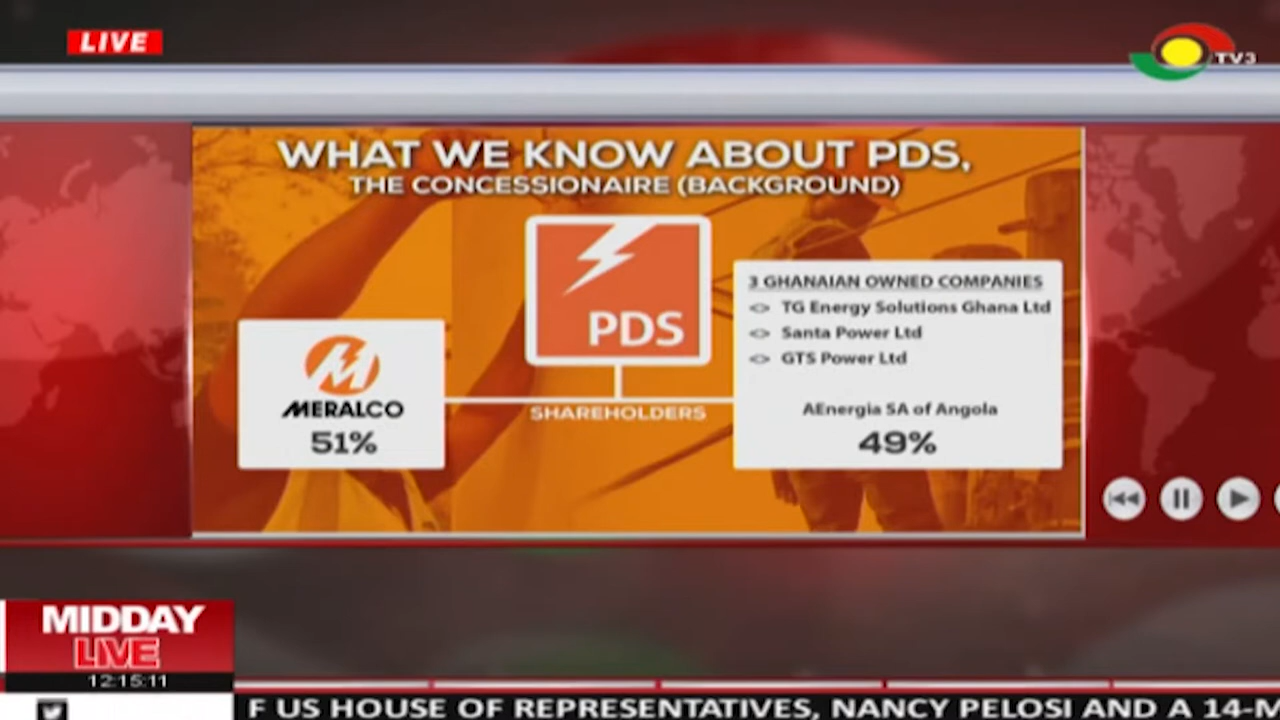 LIVE
TV3
WHAT WE KNOW ABOUT PDS,
THE CONCESSIONAIRE (BACKGROUND)
PDS
3 GHANAIAN OWNED COMPANIES
TG Energy Solutions Ghana Ltd
Santa Power Ltd
GTS Power Ltd
AEnergia SA of Angola
49%
MERALCO
51%
SHAREHOLDERS
MIDDAY
LIVE
12:15:11
F US HOUSE OF REPRESENTATIVES, NANCY PELOSI AND A 14-M